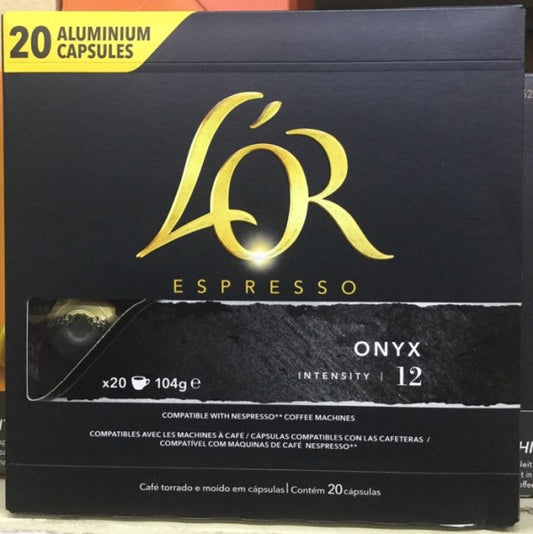 20 ALUMINIUM
CAPSULES
L'OR
ESPRESSO
ONYX
x20 104g ℮
INTENSITY | 12
COMPATIBLE WITH NESPRESSO** COFFEE MACHINES
COMPATIBLES AVEC LES MACHINES À CAFÉ / CÁPSULAS COMPATIBLES CON LAS CAFETERAS /
COMPATÍVEL COM MÁQUINAS DE CAFÉ NESPRESSO**
Café torrado e moído em cápsulas | Contém 20 cápsulas